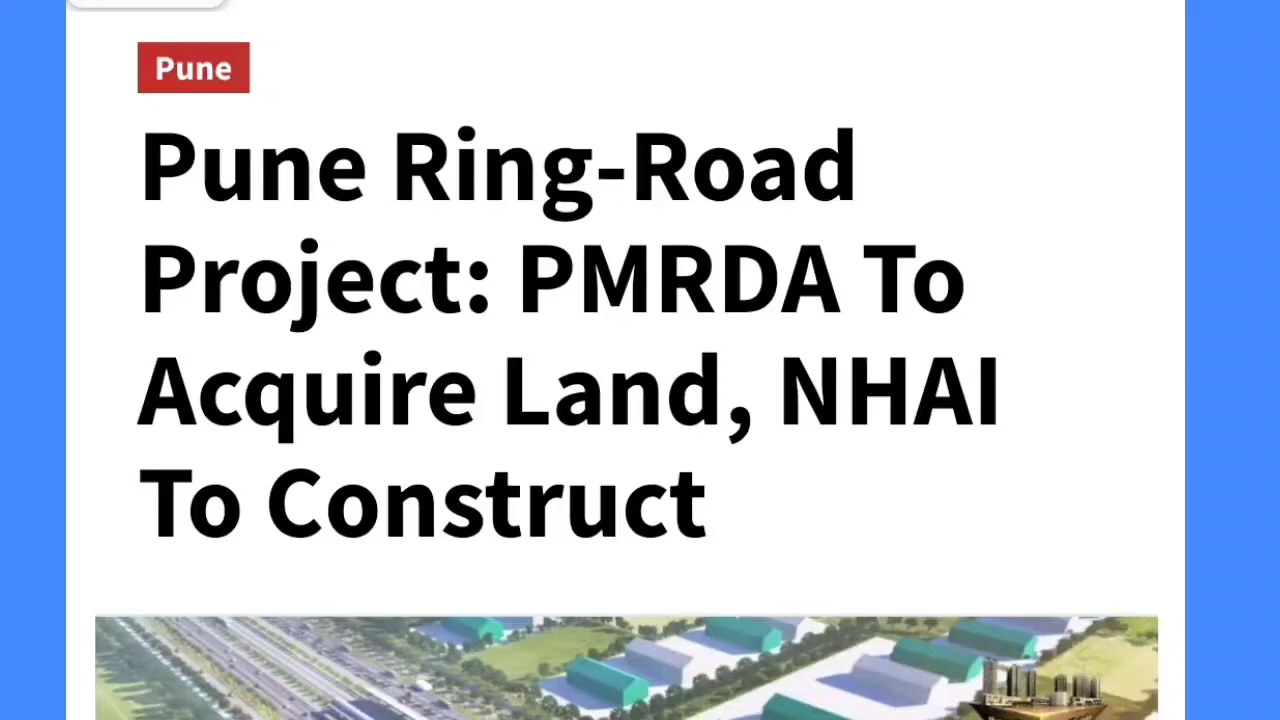 Pune
Pune Ring-Road
Project: PMRDA To
Acquire Land, NHAI
To Construct